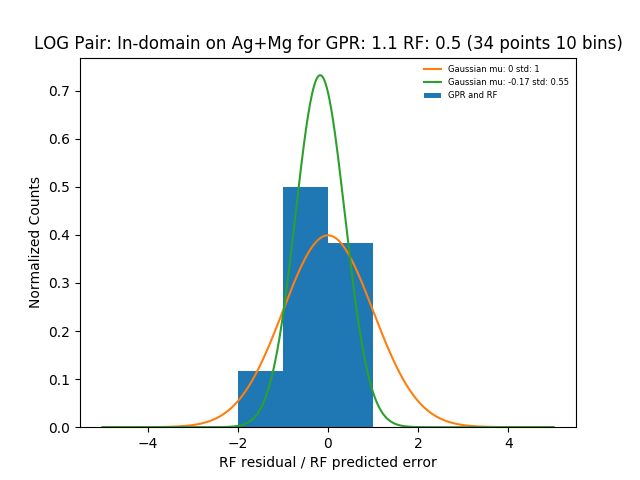 LOG Pair: In-domain on Ag+Mg for GPR: 1.1 RF: 0.5 (34 points 10 bins)
Gaussian mu: 0 std: 1
Gaussian mu: -0.17 std: 0.55
GPR and RF
Normalized Counts
0.7
0.6
0.5
0.4
0.3
0.2
0.1
0.0
−4 −2 0 2 4
RF residual / RF predicted error